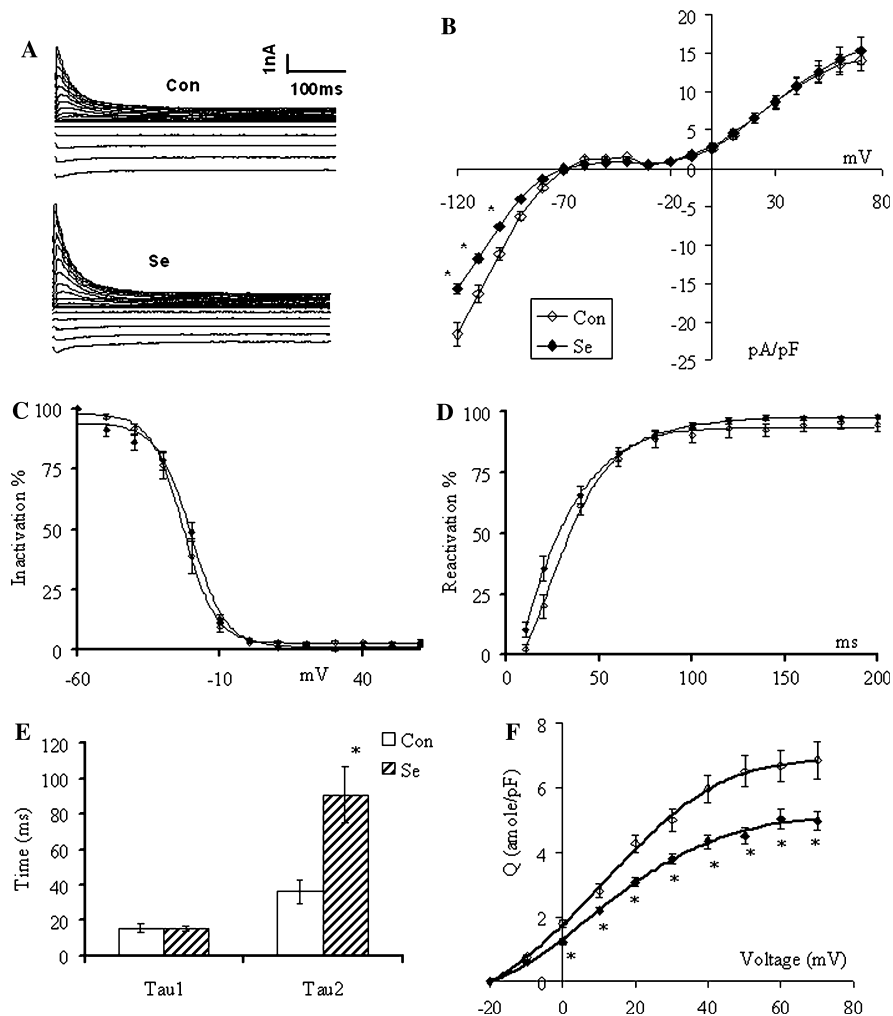 A
Con
1nA
100ms
Se
B
20
15
10
5
0
-5
-10
-15
-20
-25
-120
-70
-20
30
80
mV
pA/pF
*
*
*
Con
Se
C
100
75
50
25
0
Inactivation %
-60
-10
40
mV
D
100
75
50
25
0
Reactivation %
0
50
100
150
200
ms
E
120
100
80
60
40
20
0
Time (ms)
Con
Se
*
Tau1
Tau2
F
8
6
4
2
0
Q (amole/pF)
* * * * * * * *
Voltage (mV)
-20
0
20
40
60
80